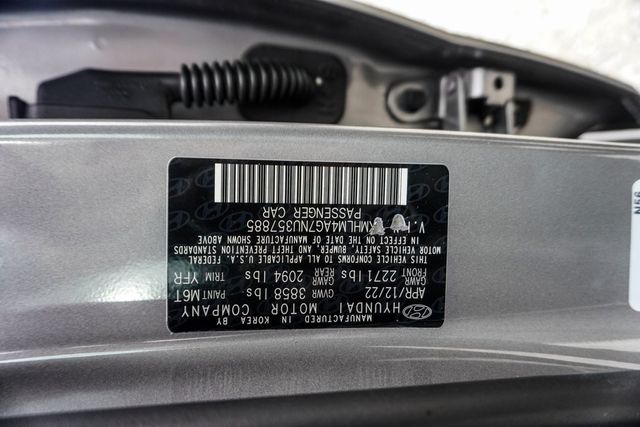 MANUFACTURED IN KOREA BY
HYUNDAI MOTOR COMPANY
APR/12/22 GVWR 3858 lbs PAINT M6T
GAWR FRONT 2271 lbs GAWR REAR 2094 lbs TRIM YFR
THIS VEHICLE CONFORMS TO ALL APPLICABLE U.S.A. FEDERAL
MOTOR VEHICLE SAFETY, BUMPER, AND THEFT PREVENTION STANDARDS
IN EFFECT ON THE DATE OF MANUFACTURE SHOWN ABOVE
MHLM4AG7NU357885
PASSENGER CAR